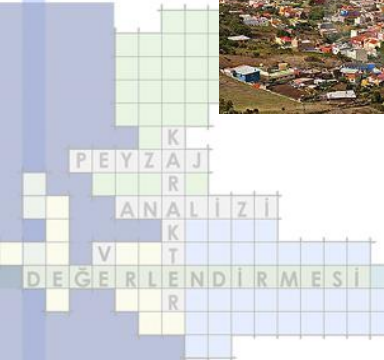 PEYZAJ
KARAKTER
ANALİZİ
VE
DEĞERLENDİRMESİ